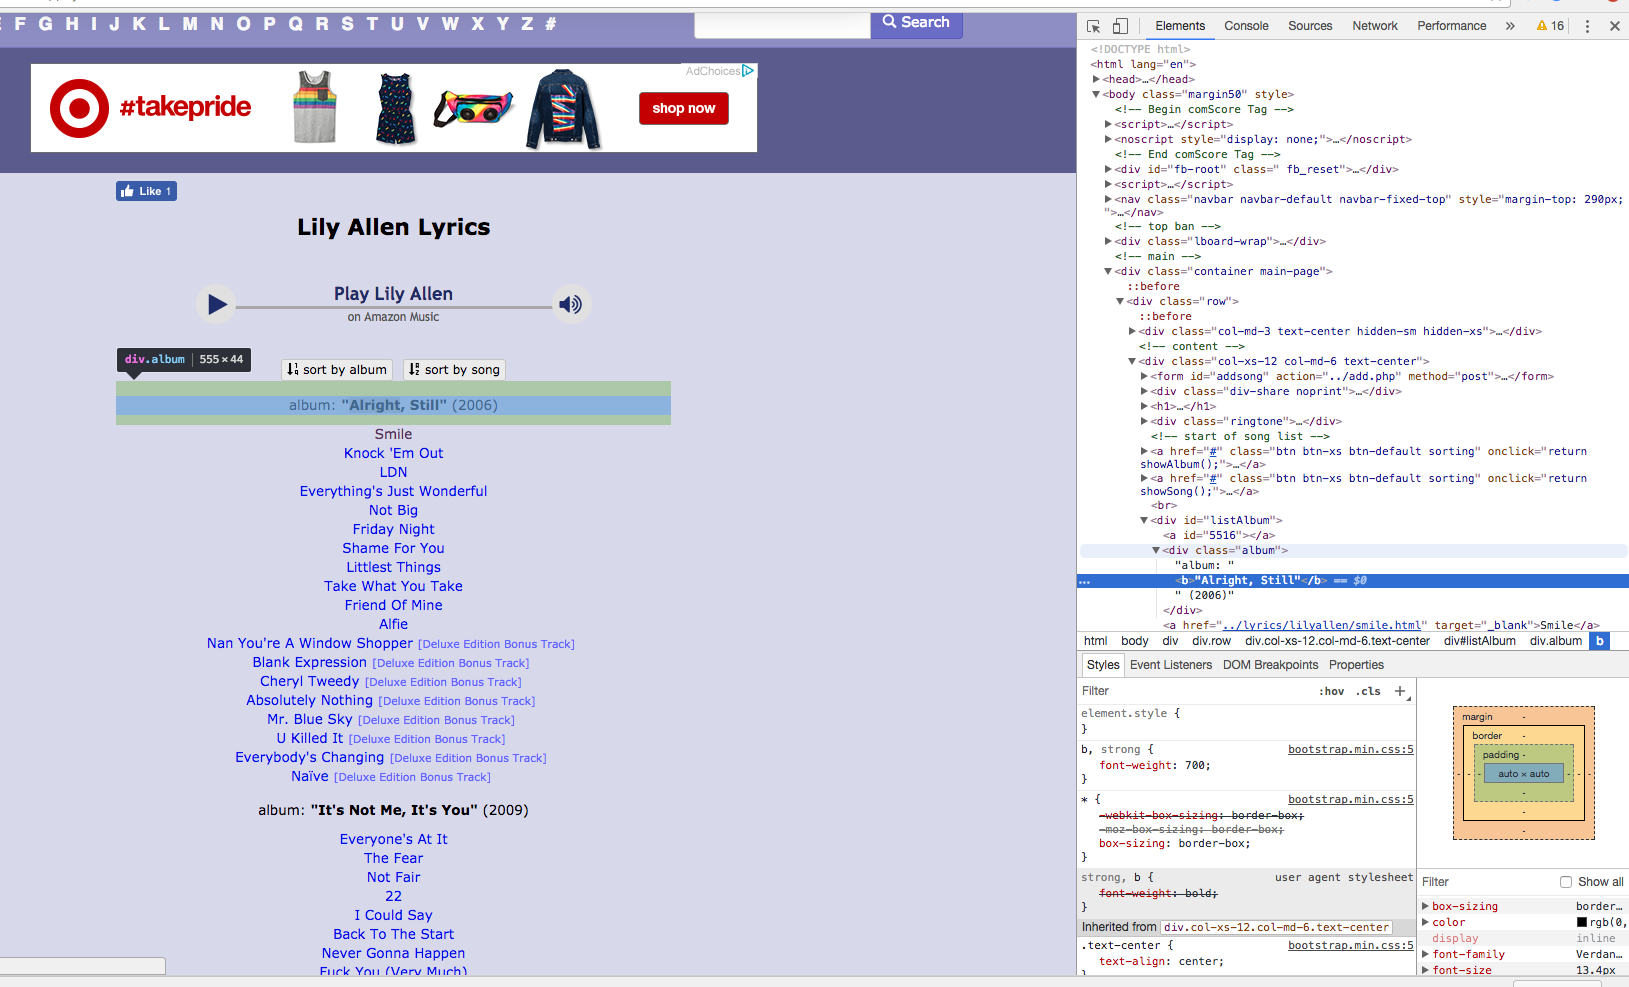 F G H I J K L M N O P Q R S T U V W X Y Z #
Search
AdChoices
#takepride
shop now
Like 1
Lily Allen Lyrics
Play Lily Allen
on Amazon Music
div.album 555 × 44
sort by album
sort by song
album: "Alright, Still" (2006)
Smile
Knock 'Em Out
LDN
Everything's Just Wonderful
Not Big
Friday Night
Shame For You
Littlest Things
Take What You Take
Friend Of Mine
Alfie
Nan You're A Window Shopper [Deluxe Edition Bonus Track]
Blank Expression [Deluxe Edition Bonus Track]
Cheryl Tweedy [Deluxe Edition Bonus Track]
Absolutely Nothing [Deluxe Edition Bonus Track]
Mr. Blue Sky [Deluxe Edition Bonus Track]
U Killed It [Deluxe Edition Bonus Track]
Everybody's Changing [Deluxe Edition Bonus Track]
Naïve [Deluxe Edition Bonus Track]
album: "It's Not Me, It's You" (2009)
Everyone's At It
The Fear
Not Fair
22
I Could Say
Back To The Start
Never Gonna Happen
Fuck You (Very Much)
Elements Console Sources Network Performance » 16
<!DOCTYPE html>
<html lang="en">
<head>…</head>
<body class="margin50" style>
<!-- Begin comScore Tag -->
<script>…</script>
<noscript style="display: none;">…</noscript>
<!-- End comScore Tag -->
<div id="fb-root" class=" fb_reset">…</div>
<script>…</script>
<nav class="navbar navbar-default navbar-fixed-top" style="margin-top: 290px;
">…</nav>
<!-- top ban -->
<div class="lboard-wrap">…</div>
<!-- main -->
<div class="container main-page">
::before
<div class="row">
::before
<div class="col-md-3 text-center hidden-sm hidden-xs">…</div>
<!-- content -->
<div class="col-xs-12 col-md-6 text-center">
<form id="addsong" action="../add.php" method="post">…</form>
<div class="div-share noprint">…</div>
<h1>…</h1>
<div class="ringtone">…</div>
<!-- start of song list -->
<a href="#" class="btn btn-xs btn-default sorting" onclick="return
showAlbum();">…</a>
<a href="#" class="btn btn-xs btn-default sorting" onclick="return
showSong();">…</a>
<br>
<div id="listAlbum">
<a id="5516"></a>
<div class="album">
"album: "
… <b>"Alright, Still"</b> == $0
" (2006)"
</div>
<a href="../lyrics/lilyallen/smile.html" target="_blank">Smile</a>
html body div div.row div.col-xs-12.col-md-6.text-center div#listAlbum div.album b
Styles Event Listeners DOM Breakpoints Properties
Filter :hov .cls +
element.style {
}
b, strong { bootstrap.min.css:5
font-weight: 700;
}
* { bootstrap.min.css:5
-webkit-box-sizing: border-box;
-moz-box-sizing: border-box;
box-sizing: border-box;
}
strong, b { user agent stylesheet
font-weight: bold;
}
Inherited from div.col-xs-12.col-md-6.text-center
.text-center { bootstrap.min.css:5
text-align: center;
}
margin -
border -
padding -
- - - auto × auto - - -
-
-
-
Filter Show all
box-sizing border…
color rgb(0,
display inline
font-family Verdan…
font-size 13.4px